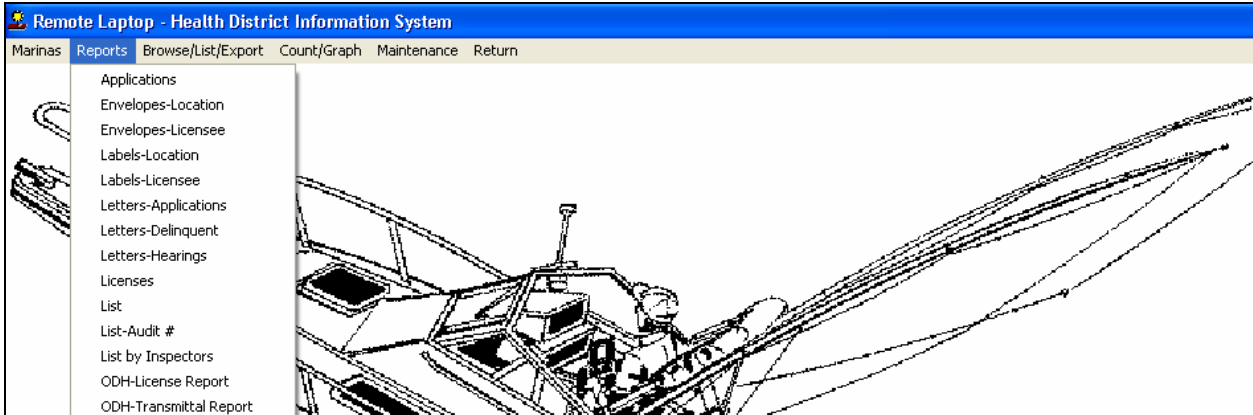 Remote Laptop - Health District Information System
Marinas Reports Browse/List/Export Count/Graph Maintenance Return
Applications
Envelopes-Location
Envelopes-Licensee
Labels-Location
Labels-Licensee
Letters-Applications
Letters-Delinquent
Letters-Hearings
Licenses
List
List-Audit #
List by Inspectors
ODH-License Report
ODH-Transmittal Report